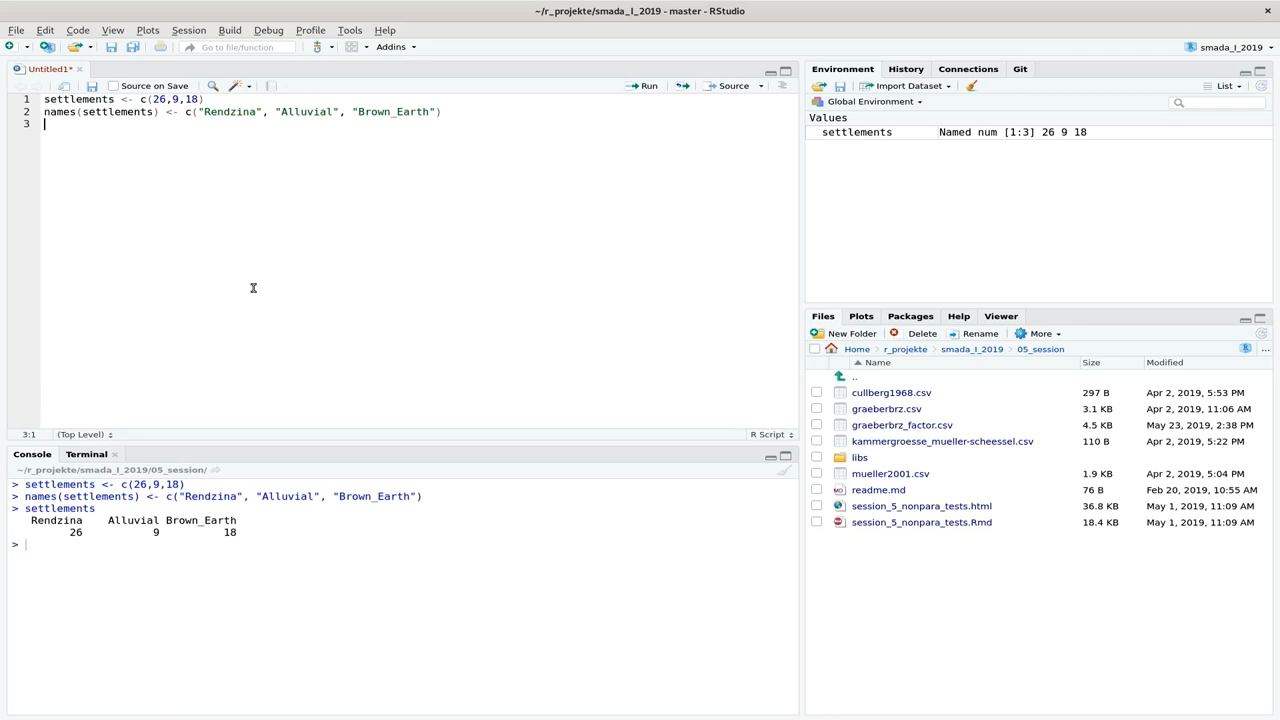 ~/r_projekte/smada_I_2019 - master - RStudio
File Edit Code View Plots Session Build Debug Profile Tools Help
Go to file/function Addins smada_I_2019
Untitled1*
Source on Save Run Source
1 settlements <- c(26,9,18)
2 names(settlements) <- c("Rendzina", "Alluvial", "Brown_Earth")
3
3:1 (Top Level) R Script
Console Terminal
~/r_projekte/smada_I_2019/05_session/
> settlements <- c(26,9,18)
> names(settlements) <- c("Rendzina", "Alluvial", "Brown_Earth")
> settlements
Rendzina Alluvial Brown_Earth
26 9 18
>
Environment History Connections Git
Import Dataset List
Global Environment
Values
settlements Named num [1:3] 26 9 18
Files Plots Packages Help Viewer
New Folder Delete Rename More
Home r_projekte smada_I_2019 05_session ...
Name Size Modified
..
cullberg1968.csv 297 B Apr 2, 2019, 5:53 PM
graeberbrz.csv 3.1 KB Apr 2, 2019, 11:06 AM
graeberbrz_factor.csv 4.5 KB May 23, 2019, 2:38 PM
kammergroesse_mueller-scheessel.csv 110 B Apr 2, 2019, 5:22 PM
libs
mueller2001.csv 1.9 KB Apr 2, 2019, 5:04 PM
readme.md 76 B Feb 20, 2019, 10:55 AM
session_5_nonpara_tests.html 36.8 KB May 1, 2019, 11:09 AM
session_5_nonpara_tests.Rmd 18.4 KB May 1, 2019, 11:09 AM